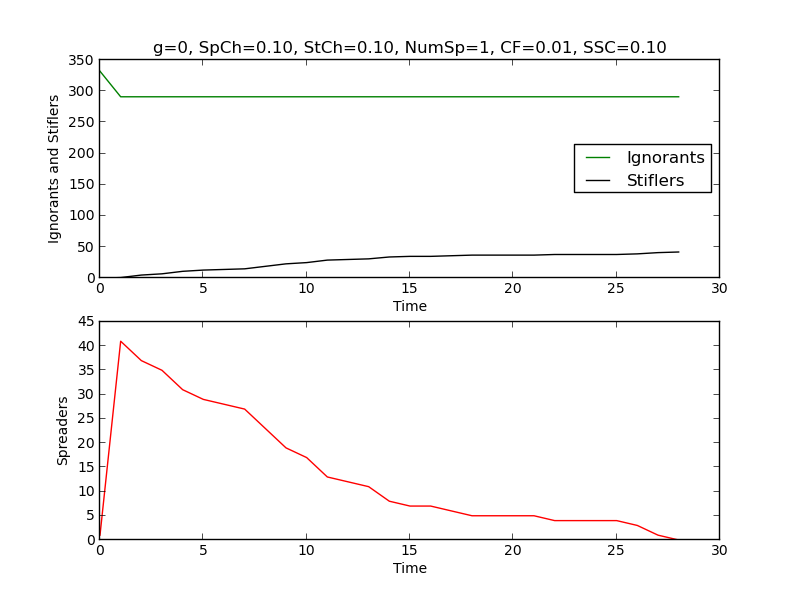 g=0, SpCh=0.10, StCh=0.10, NumSp=1, CF=0.01, SSC=0.10
350
300
250
200
150
100
50
0
Ignorants and Stiflers
Ignorants
Stiflers
0 5 10 15 20 25 30
Time
45
40
35
30
25
20
15
10
5
0
Spreaders
0 5 10 15 20 25 30
Time